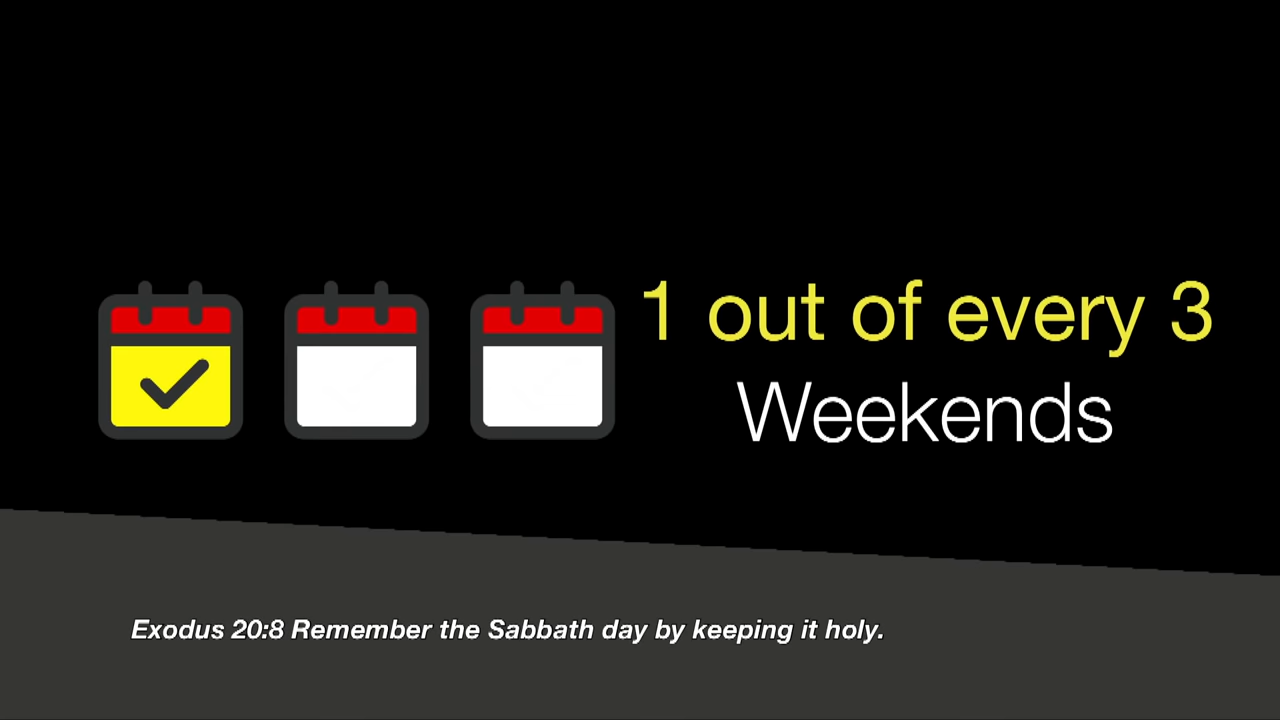 1 out of every 3
Weekends
Exodus 20:8 Remember the Sabbath day by keeping it holy.